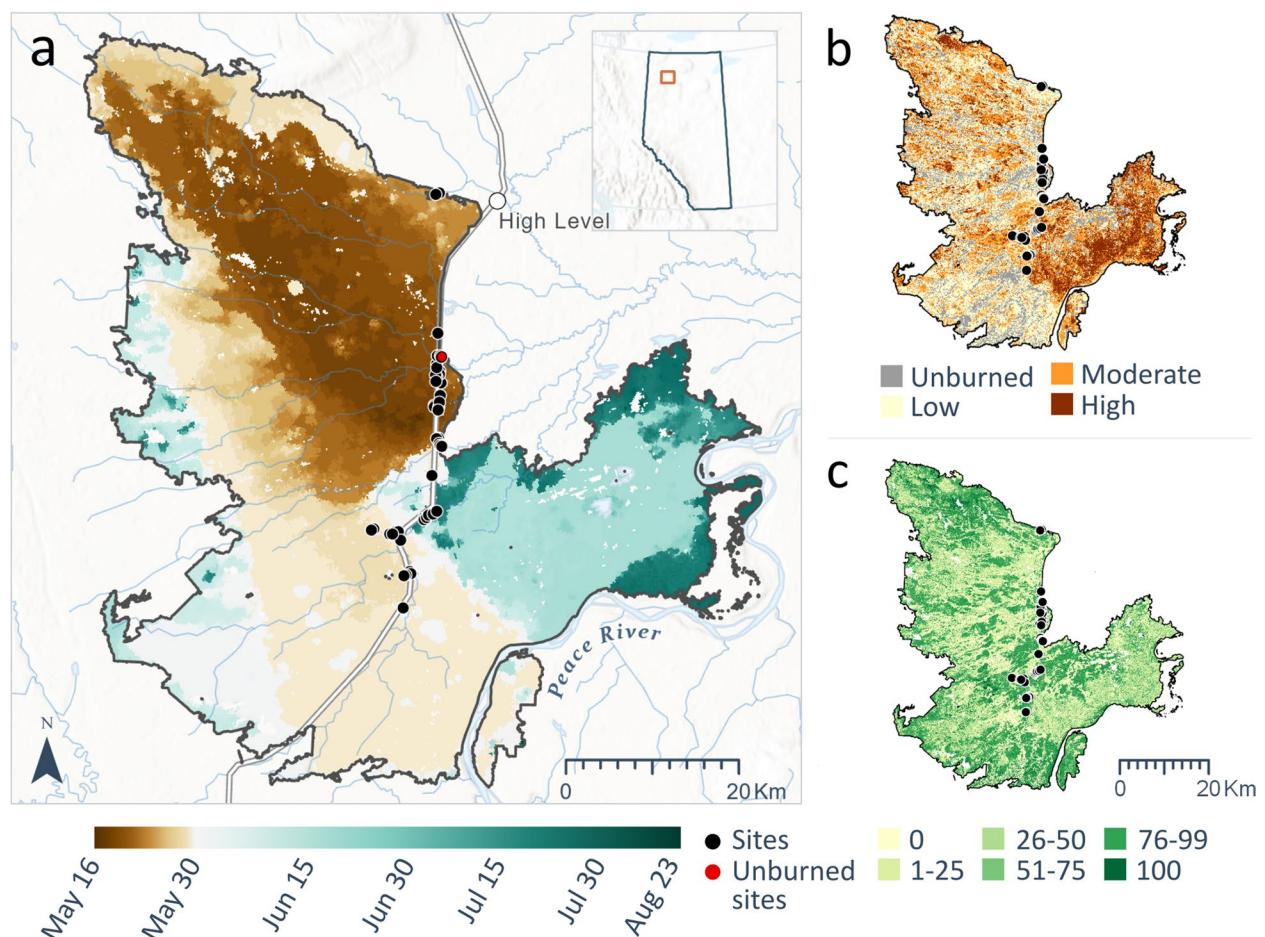 a
High Level
Peace River
N
0 20 Km
May 16
May 30
Jun 15
Jun 30
Jul 15
Jul 30
Aug 23
Sites
Unburned
sites
b
Unburned
Moderate
Low
High
c
0 20 Km
0
26-50
76-99
1-25
51-75
100